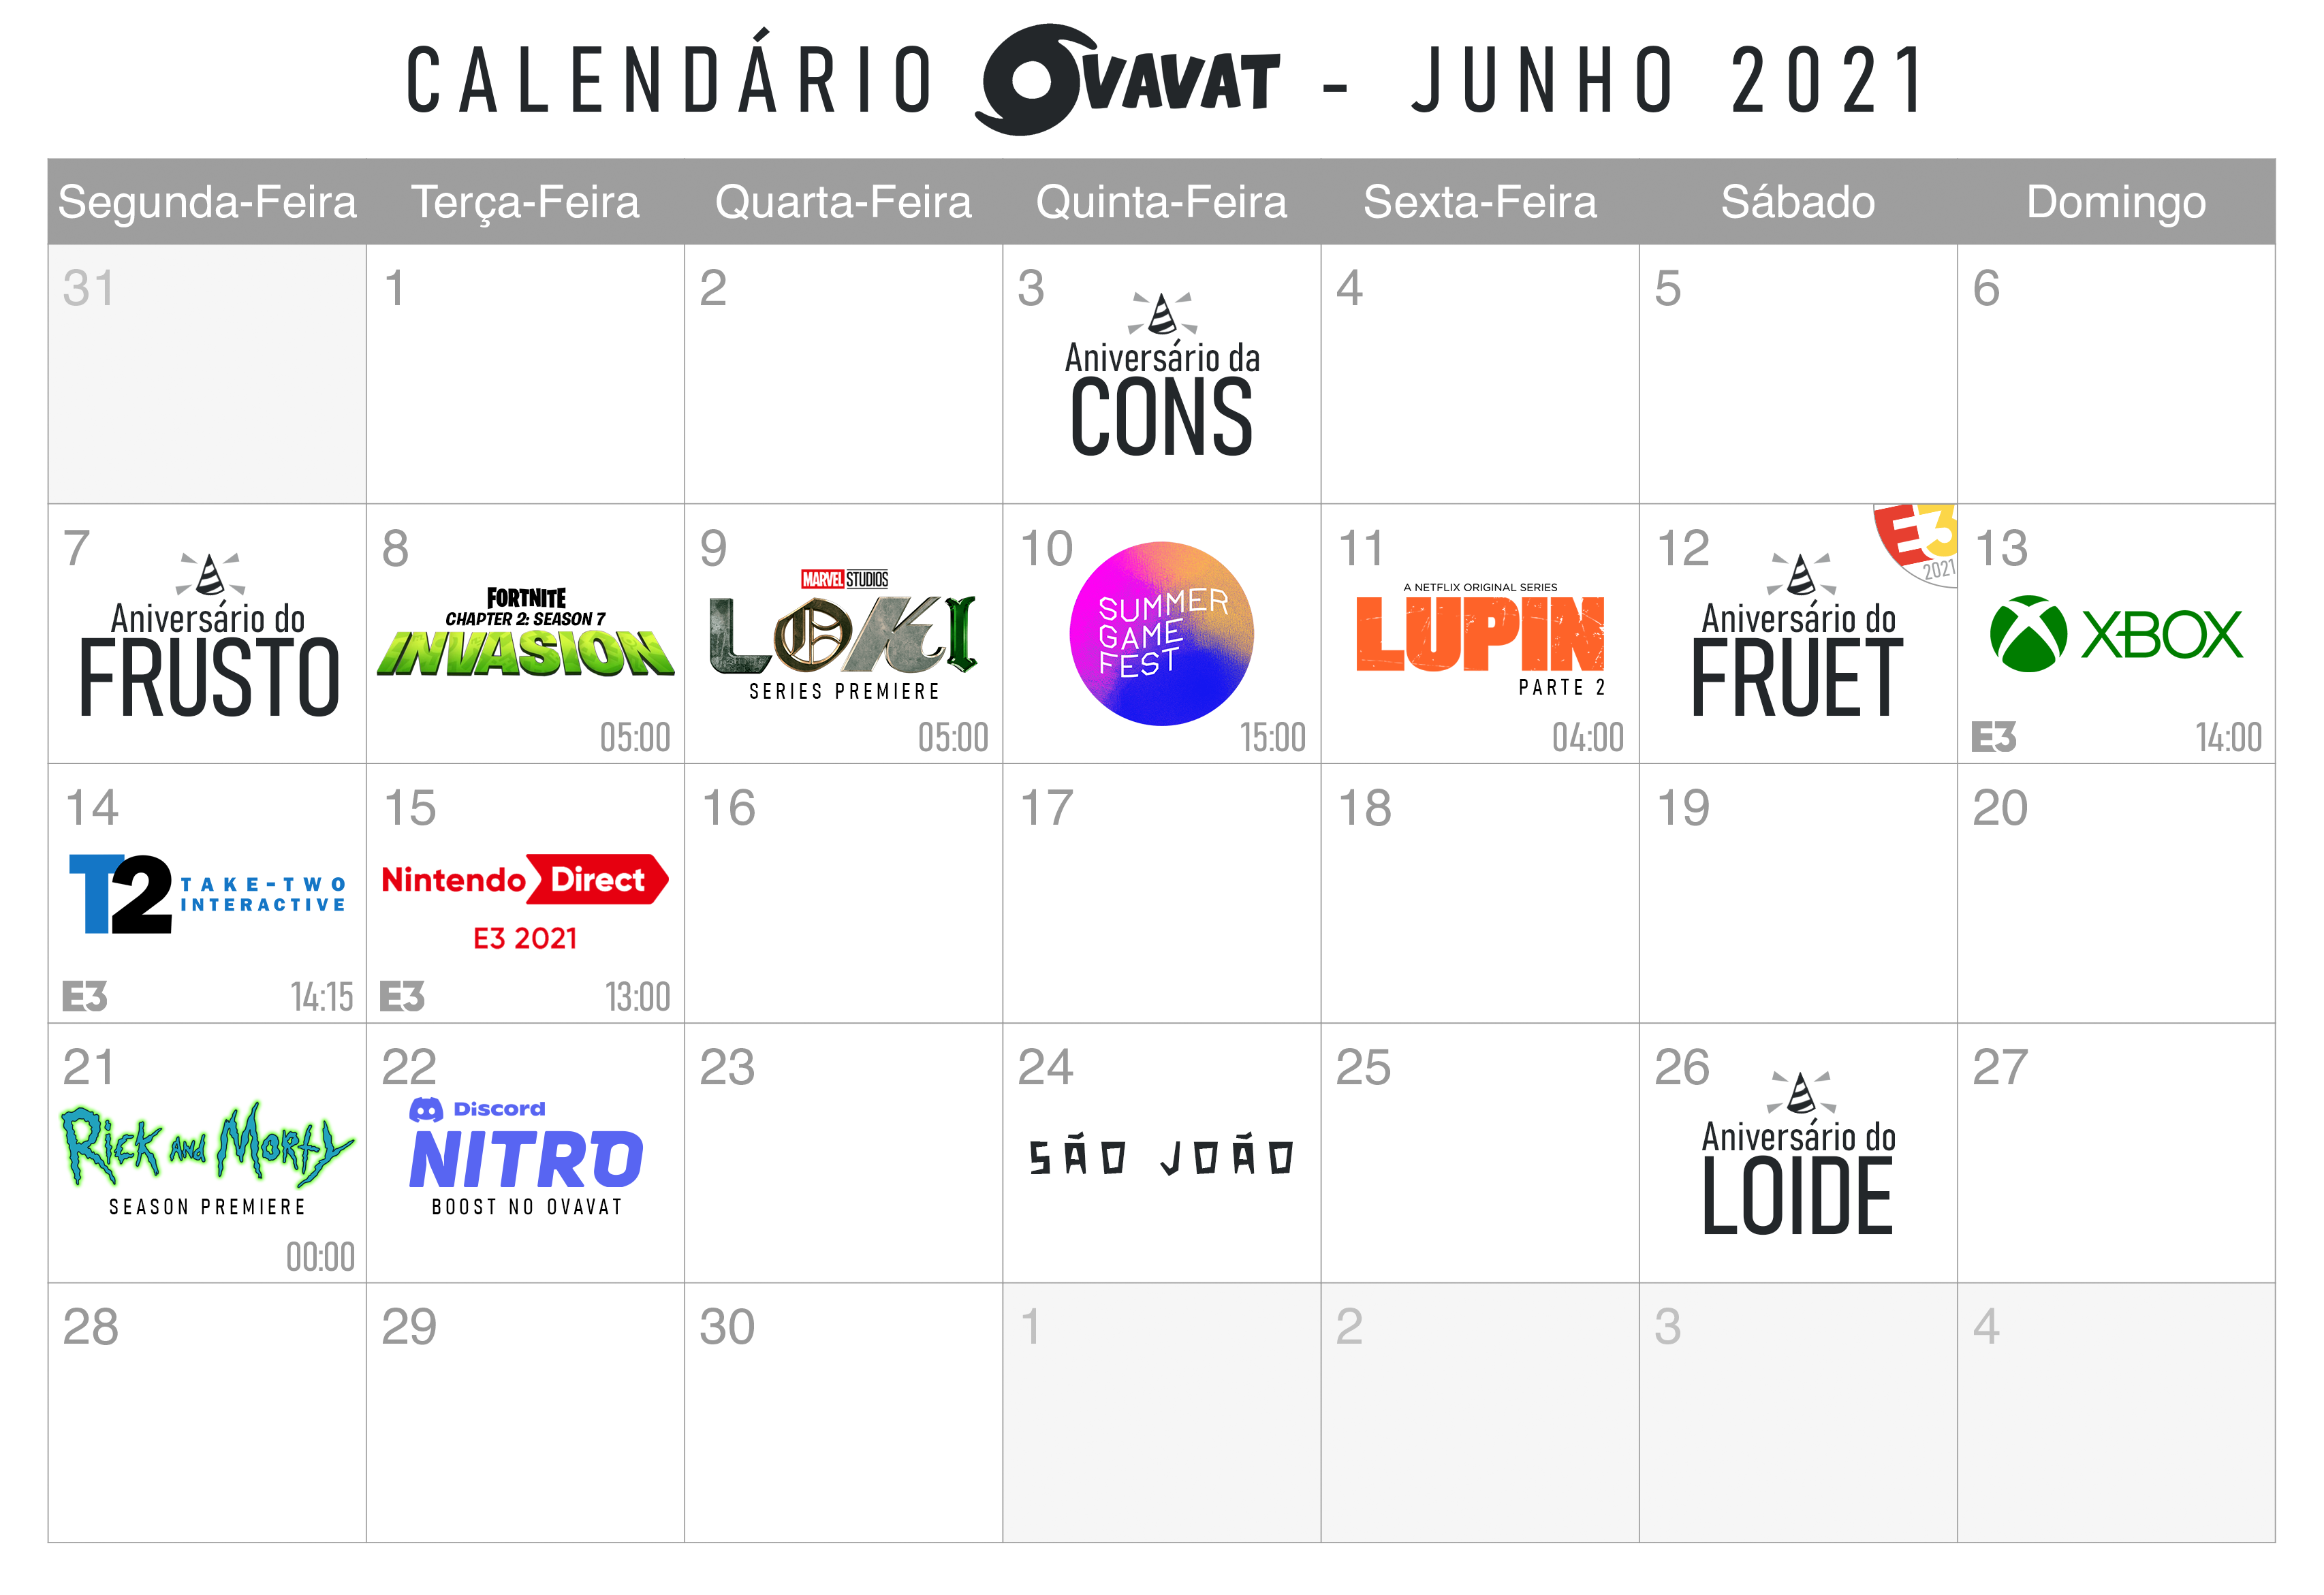 CALENDÁRIO OVAVAT - JUNHO 2021
Segunda-Feira Terça-Feira Quarta-Feira Quinta-Feira Sexta-Feira Sábado Domingo
31
1
2
3
Aniversário da
CONS
4
5
6
7
Aniversário do
FRUSTO
8
FORTNITE
CHAPTER 2: SEASON 7
INVASION
05:00
9
MARVEL STUDIOS
LOKI
SERIES PREMIERE
05:00
10
SUMMER
GAME
FEST
15:00
11
A NETFLIX ORIGINAL SERIES
LUPIN
PARTE 2
04:00
12
E3
2021
Aniversário do
FRUET
13
XBOX
E3 14:00
14
T2 TAKE-TWO
INTERACTIVE
E3 14:15
15
Nintendo Direct
E3 2021
E3 13:00
16
17
18
19
20
21
Rick and Morty
SEASON PREMIERE
00:00
22
Discord
NITRO
BOOST NO OVAVAT
23
24
SÃO JOÃO
25
26
Aniversário do
LOIDE
27
28
29
30
1
2
3
4